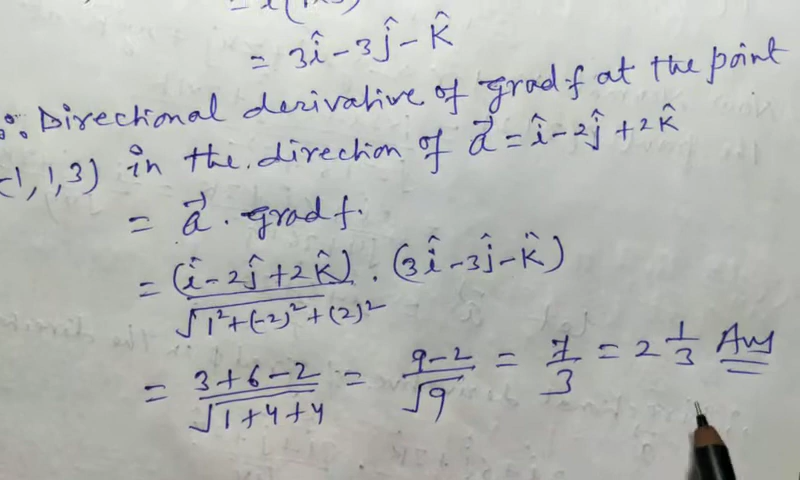 = 3î - 3ĵ - k̂
∴ Directional derivative of grad f at the point
-1, 1, 3) in the direction of a⃗ = î - 2ĵ + 2k̂
= a⃗ . grad f.
= (î - 2ĵ + 2k̂) / √1² + (-2)² + (2)² . (3î - 3ĵ - k̂)
= 3 + 6 - 2 / √1 + 4 + 4 = 9 - 2 / √9 = 7/3 = 2 1/3 Ans